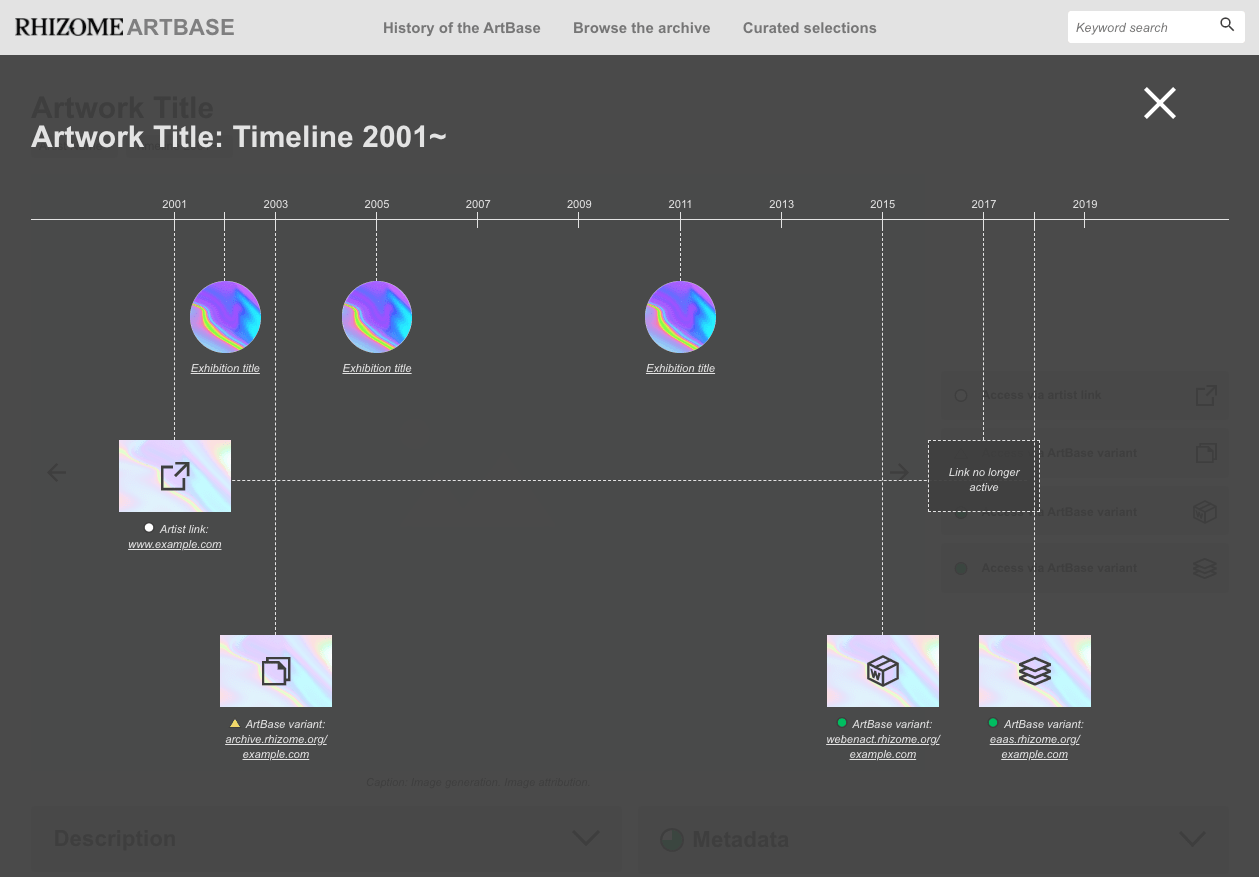 RHIZOME ARTBASE
History of the ArtBase
Browse the archive
Curated selections
Keyword search
Artwork Title
Artwork Title: Timeline 2001~
2001
2003
2005
2007
2009
2011
2013
2015
2017
2019
Exhibition title
Exhibition title
Exhibition title
Access via artist link
ArtBase variant
Link no longer
active
Access via ArtBase variant
Artist link:
www.example.com
Access via ArtBase variant
W
ArtBase variant:
archive.rhizome.org/
example.com
ArtBase variant:
webenact.rhizome.org/
example.com
ArtBase variant:
eaas.rhizome.org/
example.com
Caption: Image generation. Image attribution.
Description
Metadata